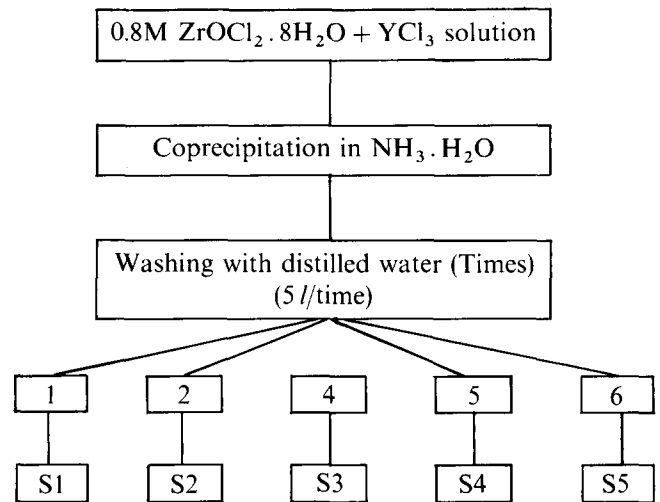 0.8M ZrOCl₂.8H₂O + YCl₃ solution
Coprecipitation in NH₃.H₂O
Washing with distilled water (Times)
(5 l/time)
1 2 4 5 6
S1 S2 S3 S4 S5